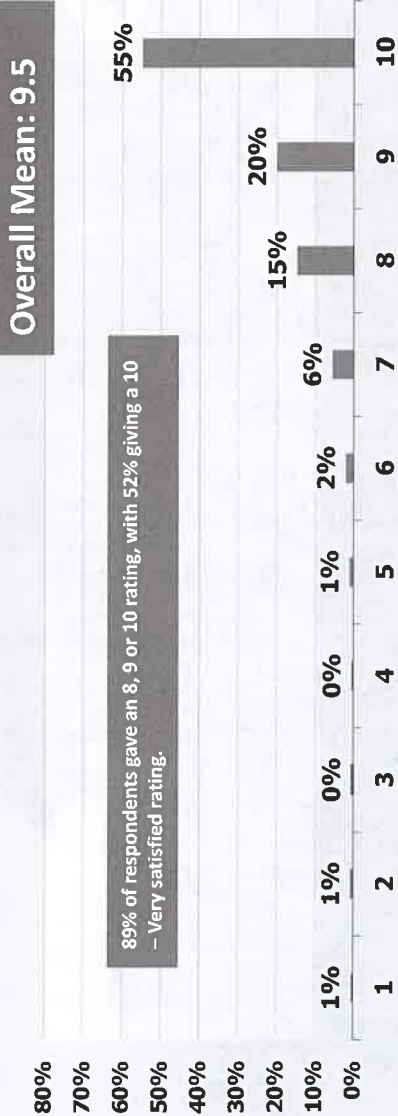 Overall Mean: 9.5
80%
70%
60%
50%
40%
30%
20%
10%
0%
89% of respondents gave an 8, 9 or 10 rating, with 52% giving a 10
– Very satisfied rating.
1% 1% 0% 0% 1% 2% 6% 15% 20% 55%
1 2 3 4 5 6 7 8 9 10